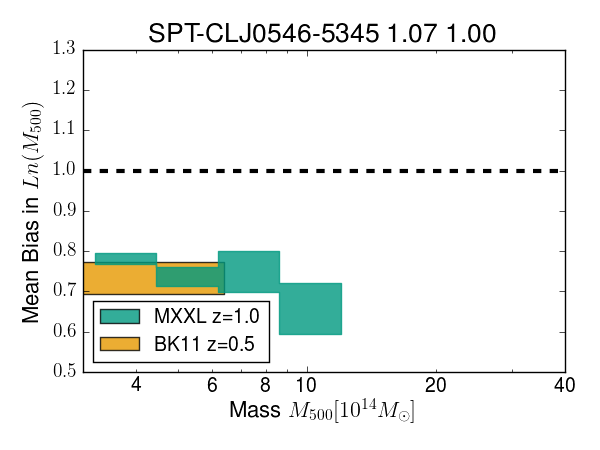 SPT-CLJ0546-5345 1.07 1.00
1.3
1.2
1.1
1.0
0.9
0.8
0.7
0.6
0.5
Mean Bias in Ln(M500)
MXXL z=1.0
BK11 z=0.5
4 6 8 10 20 40
Mass M500[10^14 M⊙]